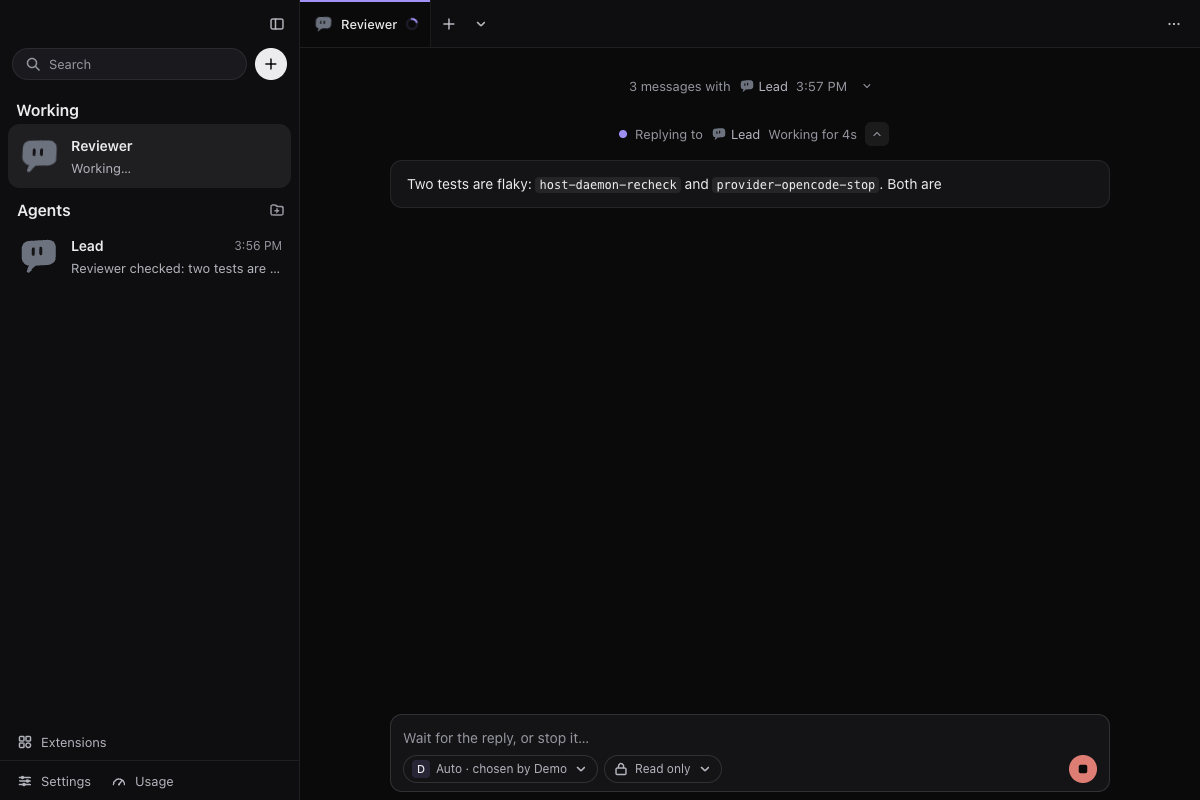 Reviewer
Search
3 messages with Lead 3:57 PM
Working
Reviewer
Working...
Replying to Lead Working for 4s
Two tests are flaky: host-daemon-recheck and provider-opencode-stop. Both are
Agents
Lead 3:56 PM
Reviewer checked: two tests are ...
Wait for the reply, or stop it...
D Auto · chosen by Demo Read only
Extensions
Settings Usage